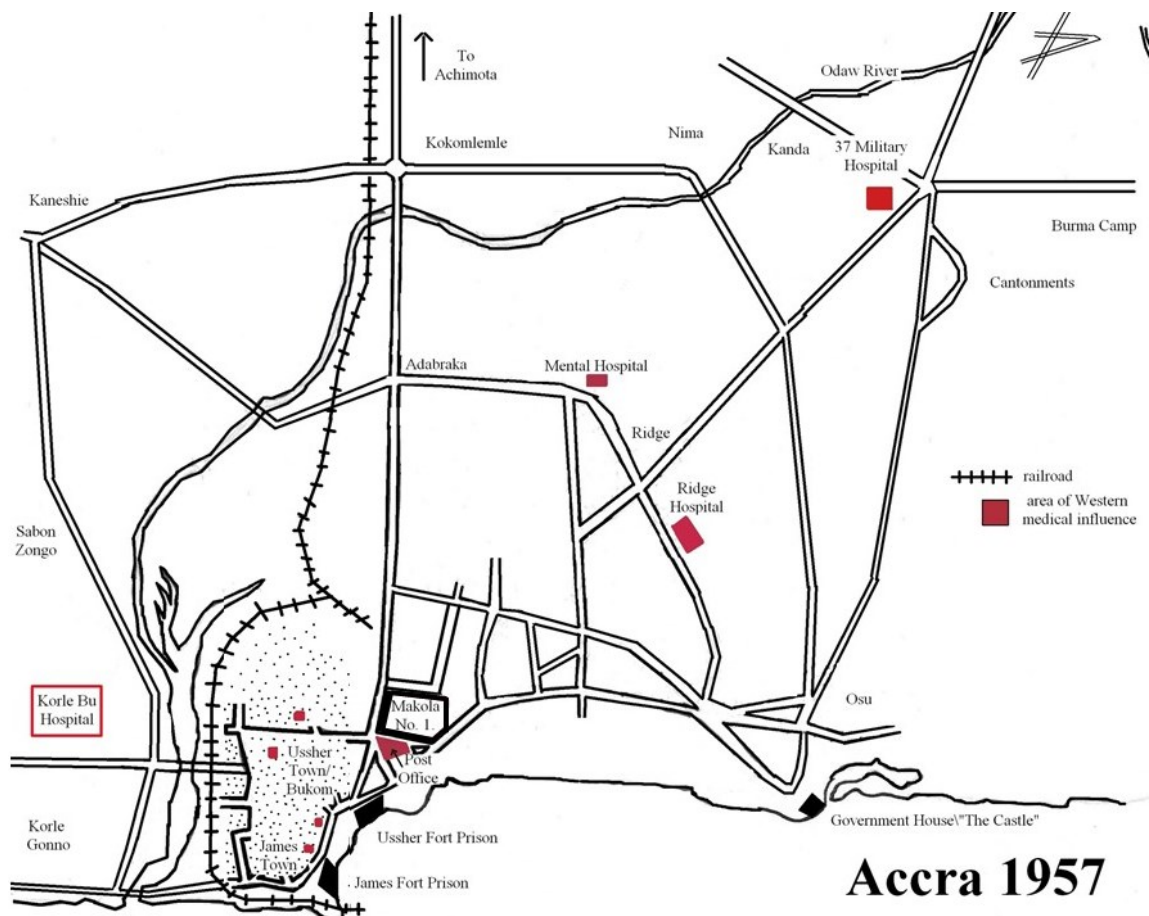 To
Achimota
Odaw River
Kokomlemle
Nima
Kanda
37 Military
Hospital
Kaneshie
Burma Camp
Cantonments
Adabraka
Mental Hospital
Ridge
railroad
Ridge
Hospital
area of Western
medical influence
Sabon
Zongo
Korle Bu
Hospital
Makola
No. 1
Osu
Ussher
Town/
Bukom
Post
Office
Korle
Gonno
Ussher Fort Prison
Government House\"The Castle"
James
Town
James Fort Prison
Accra 1957